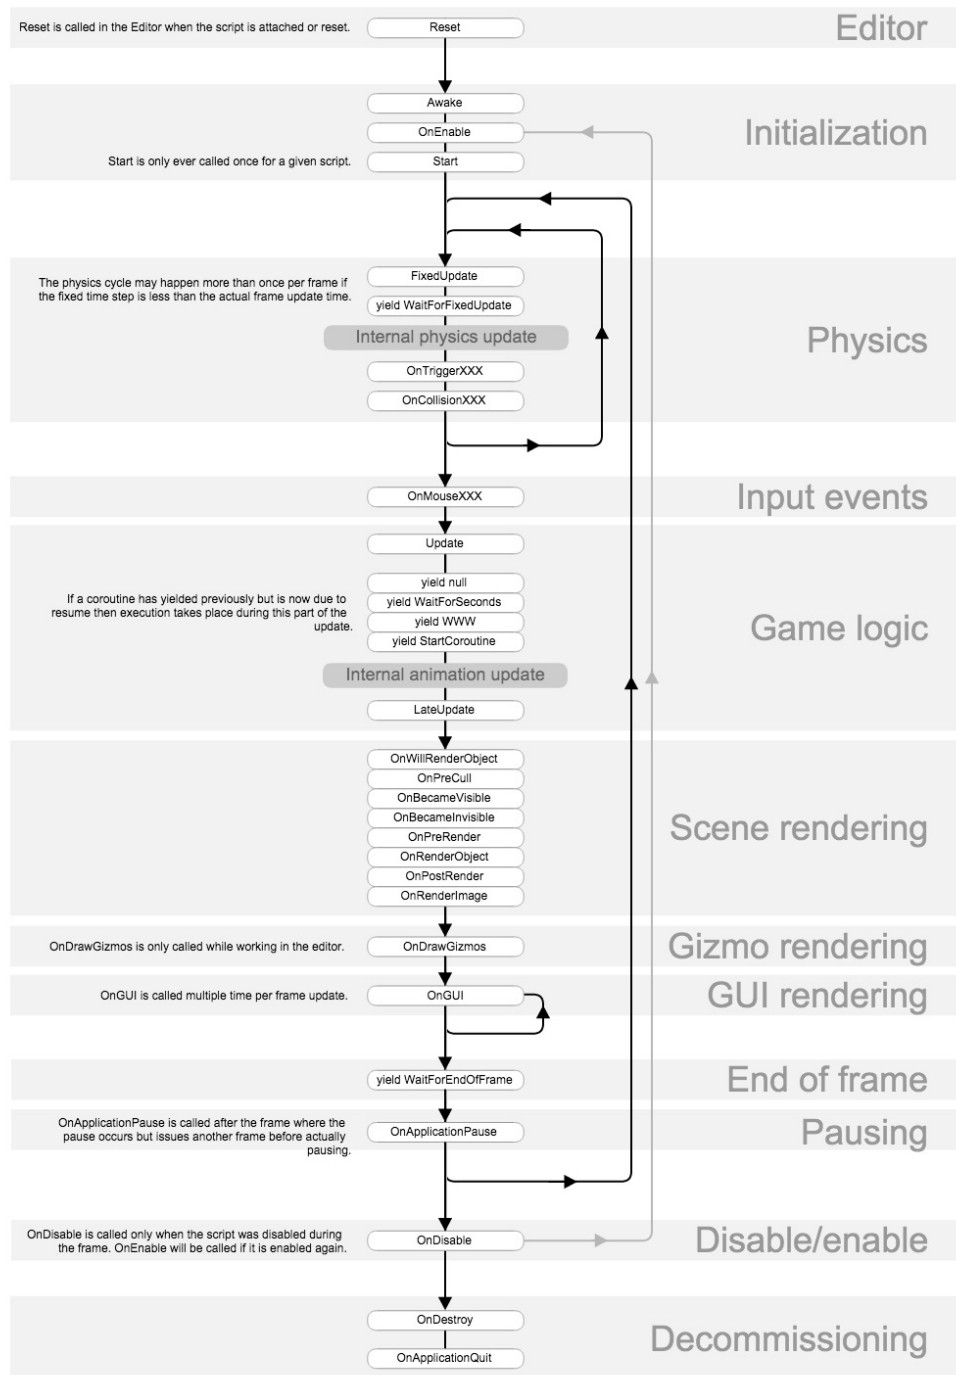 Reset is called in the Editor when the script is attached or reset.
Reset
Editor
Awake
OnEnable
Initialization
Start is only ever called once for a given script.
Start
FixedUpdate
The physics cycle may happen more than once per frame if
the fixed time step is less than the actual frame update time.
yield WaitForFixedUpdate
Internal physics update
Physics
OnTriggerXXX
OnCollisionXXX
OnMouseXXX
Input events
Update
yield null
If a coroutine has yielded previously but is now due to
resume then execution takes place during this part of the
update.
yield WaitForSeconds
yield WWW
yield StartCoroutine
Game logic
Internal animation update
LateUpdate
OnWillRenderObject
OnPreCull
OnBecameVisible
OnBecameInvisible
OnPreRender
OnRenderObject
OnPostRender
OnRenderImage
Scene rendering
OnDrawGizmos is only called while working in the editor.
OnDrawGizmos
Gizmo rendering
OnGUI is called multiple time per frame update.
OnGUI
GUI rendering
yield WaitForEndOfFrame
End of frame
OnApplicationPause is called after the frame where the
pause occurs but issues another frame before actually
pausing.
OnApplicationPause
Pausing
OnDisable is called only when the script was disabled during
the frame. OnEnable will be called if it is enabled again.
OnDisable
Disable/enable
OnDestroy
OnApplicationQuit
Decommissioning